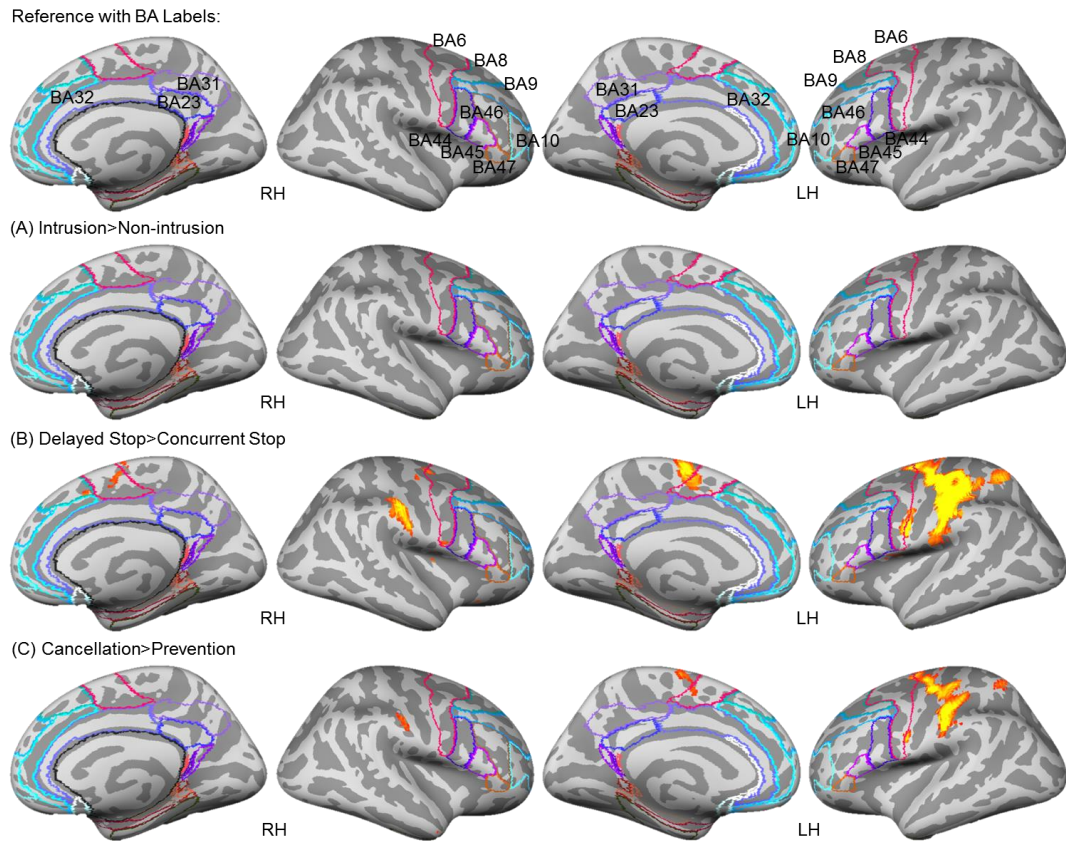 Reference with BA Labels:
BA6 BA6
BA8 BA8
BA31 BA9 BA31 BA9
BA32 BA23 BA46 BA23 BA32 BA46
BA44 BA10 BA10 BA44
BA45 BA45
BA47 BA47
RH LH
(A) Intrusion>Non-intrusion
RH LH
(B) Delayed Stop>Concurrent Stop
RH LH
(C) Cancellation>Prevention
RH LH